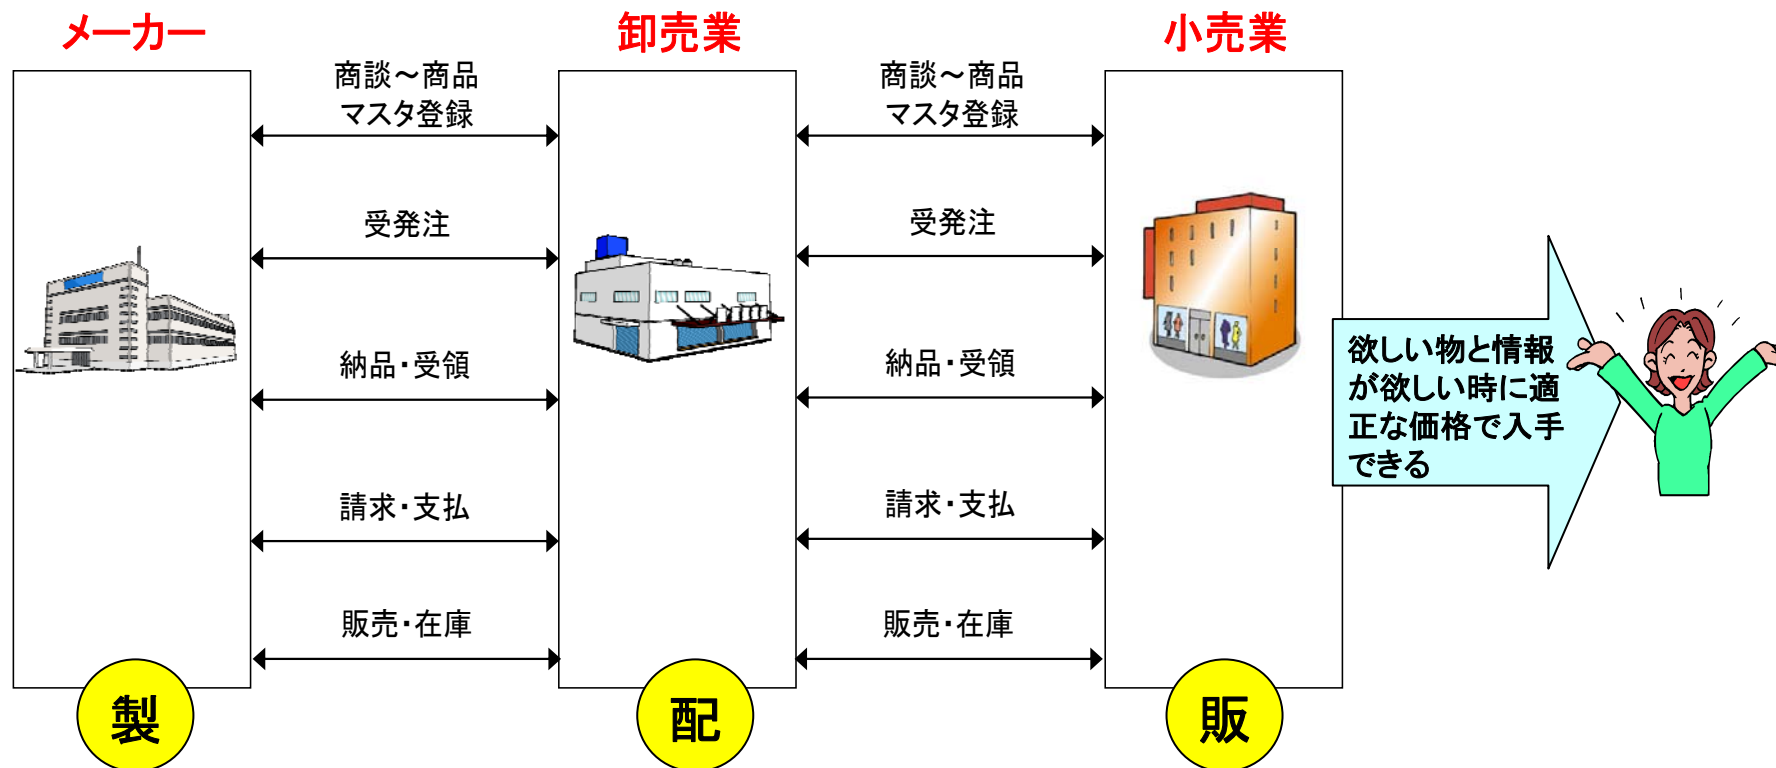 メーカー
卸売業
小売業
商談～商品
マスタ登録
商談～商品
マスタ登録
受発注
受発注
納品・受領
納品・受領
請求・支払
請求・支払
販売・在庫
販売・在庫
欲しい物と情報
が欲しい時に適
正な価格で入手
できる
製
配
販